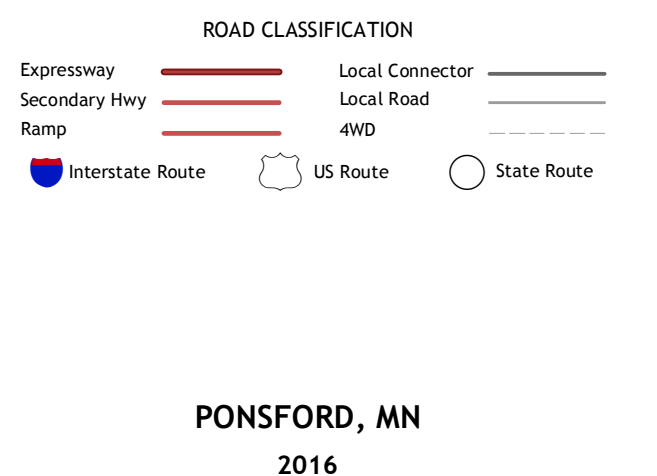 ROAD CLASSIFICATION
Expressway
Local Connector
Secondary Hwy
Local Road
Ramp
4WD
Interstate Route
US Route
State Route
PONSFORD, MN
2016